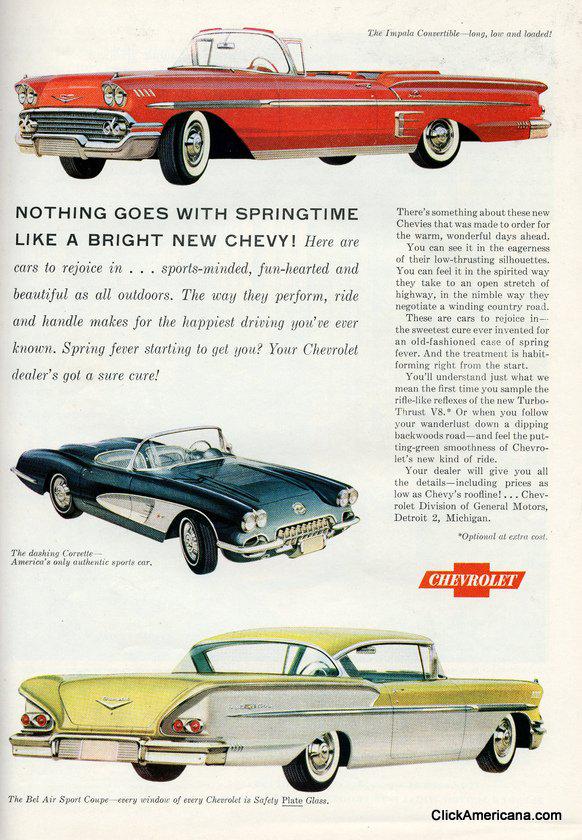 The Impala Convertible—long, low and loaded!
NOTHING GOES WITH SPRINGTIME
LIKE A BRIGHT NEW CHEVY! Here are
cars to rejoice in . . . sports-minded, fun-hearted and
beautiful as all outdoors. The way they perform, ride
and handle makes for the happiest driving you've ever
known. Spring fever starting to get you? Your Chevrolet
dealer's got a sure cure!
There's something about these new
Chevies that was made to order for
the warm, wonderful days ahead.
You can see it in the eagerness
of their low-thrusting silhouettes.
You can feel it in the spirited way
they take to an open stretch of
highway, in the nimble way they
negotiate a winding country road.
These are cars to rejoice in—
the sweetest cure ever invented for
an old-fashioned case of spring
fever. And the treatment is habit-
forming right from the start.
You'll understand just what we
mean the first time you sample the
rifle-like reflexes of the new Turbo-
Thrust V8.* Or when you follow
your wanderlust down a dipping
backwoods road—and feel the put-
ting-green smoothness of Chevro-
let's new kind of ride.
Your dealer will give you all
the details—including prices as
low as Chevy's roofline! . . . Chev-
rolet Division of General Motors,
Detroit 2, Michigan.
*Optional at extra cost.
The dashing Corvette—
America's only authentic sports car.
CHEVROLET
The Bel Air Sport Coupe—every window of every Chevrolet is Safety Plate Glass.
ClickAmericana.com